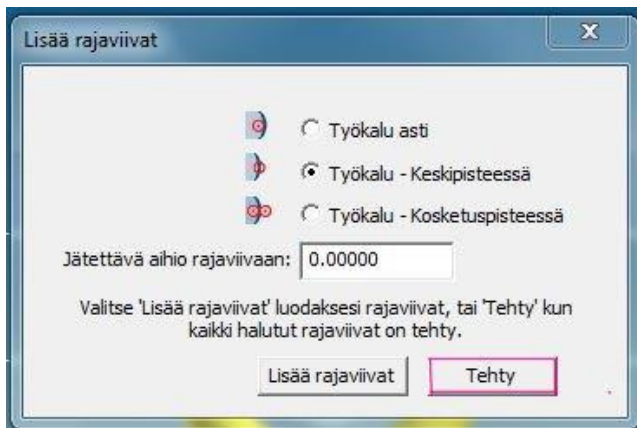 Lisää rajaviivat
Työkalu asti
Työkalu - Keskipisteessä
Työkalu - Kosketuspisteessä
Jätettävä aihio rajaviivaan: 0.00000
Valitse 'Lisää rajaviivat' luodaksesi rajaviivat, tai 'Tehty' kun
kaikki halutut rajaviivat on tehty.
Lisää rajaviivat Tehty